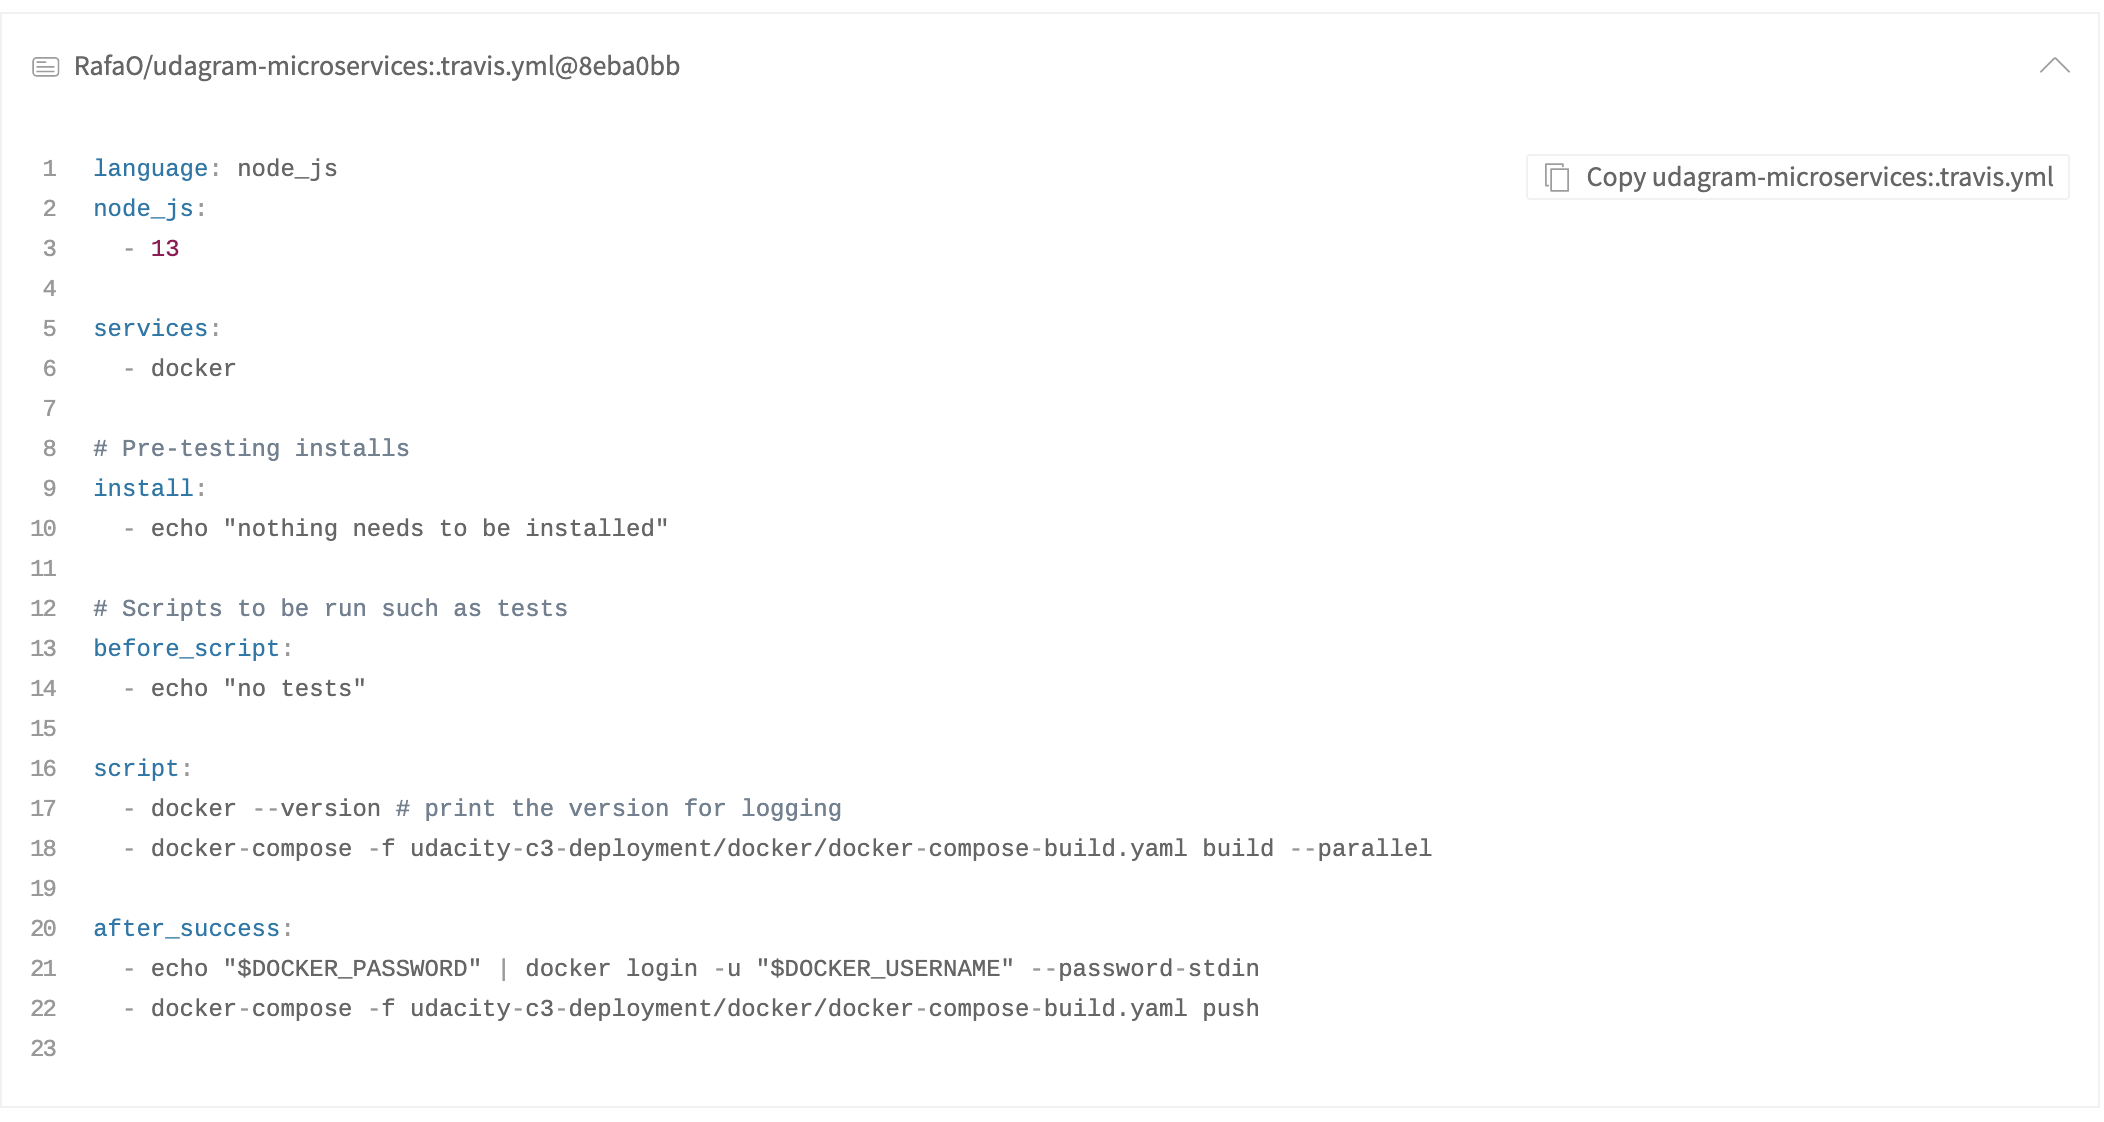 RafaO/udagram-microservices:.travis.yml@8eba0bb
Copy udagram-microservices:.travis.yml
1 language: node_js
2 node_js:
3   - 13
4
5 services:
6   - docker
7
8 # Pre-testing installs
9 install:
10   - echo "nothing needs to be installed"
11
12 # Scripts to be run such as tests
13 before_script:
14   - echo "no tests"
15
16 script:
17   - docker --version # print the version for logging
18   - docker-compose -f udacity-c3-deployment/docker/docker-compose-build.yaml build --parallel
19
20 after_success:
21   - echo "$DOCKER_PASSWORD" | docker login -u "$DOCKER_USERNAME" --password-stdin
22   - docker-compose -f udacity-c3-deployment/docker/docker-compose-build.yaml push
23